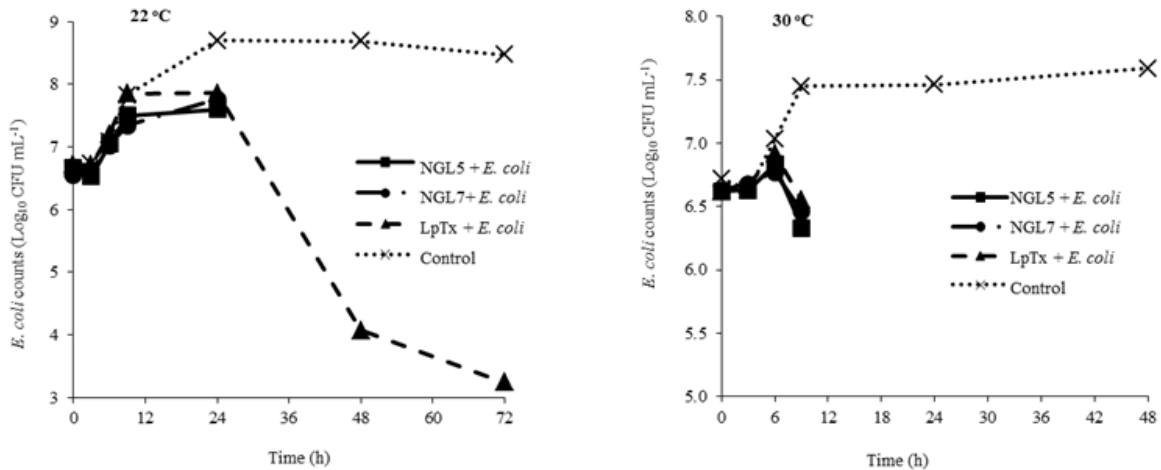 22 °C
E. coli counts (Log₁₀ CFU mL⁻¹)
9
8
7
6
5
4
3
0 12 24 36 48 60 72
Time (h)
NGL5 + E. coli
NGL7+ E. coli
LpTx + E. coli
Control
30 °C
E. coli counts (Log₁₀ CFU mL⁻¹)
8.0
7.5
7.0
6.5
6.0
5.5
5.0
0 6 12 18 24 30 36 42 48
Time (h)
NGL5 + E. coli
NGL7 + E. coli
LpTx + E. coli
Control